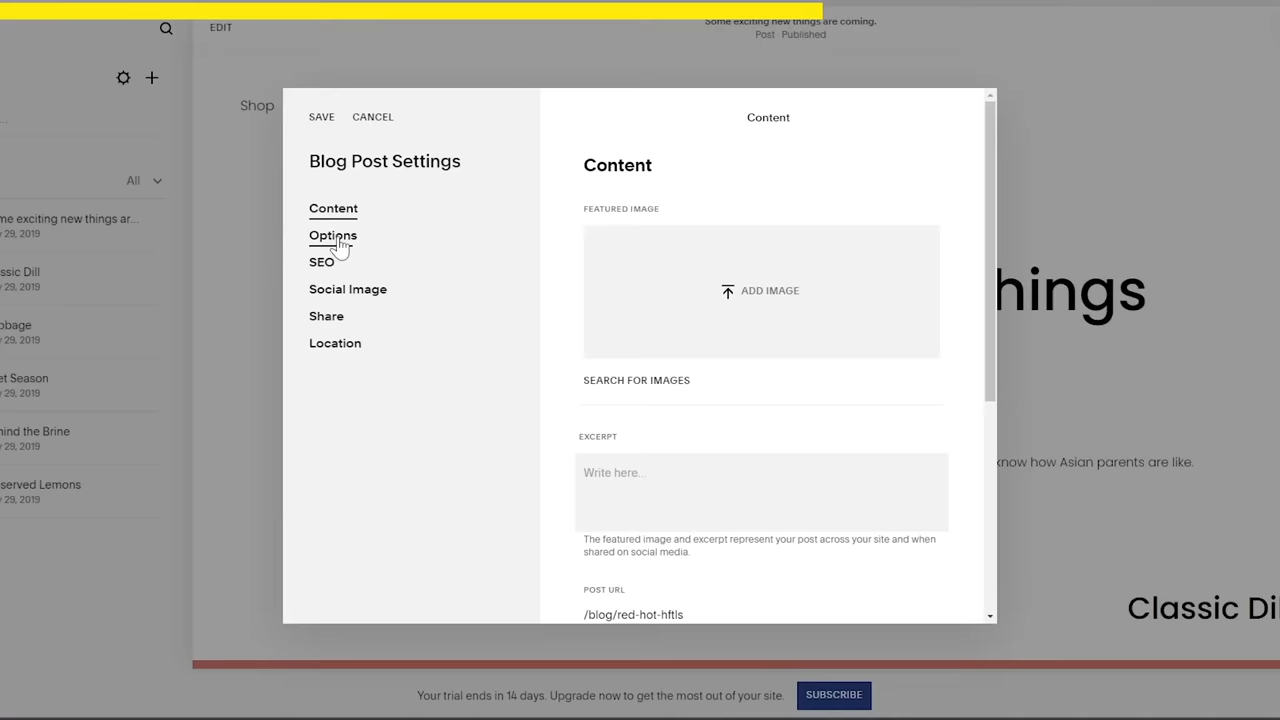 Some exciting new things are coming.
EDIT
Post · Published
Shop
...
All
me exciting new things ar...
29, 2019
SAVE CANCEL
Blog Post Settings
Content
Options
SEO
Social Image
Share
Location
Content
Content
FEATURED IMAGE
ADD IMAGE
SEARCH FOR IMAGES
EXCERPT
Write here...
The featured image and excerpt represent your post across your site and when
shared on social media.
POST URL
/blog/red-hot-hftls
ssic Dill
29, 2019
bbage
29, 2019
et Season
29, 2019
hind the Brine
29, 2019
served Lemons
29, 2019
hings
know how Asian parents are like.
Classic Dil
Your trial ends in 14 days. Upgrade now to get the most out of your site.
SUBSCRIBE